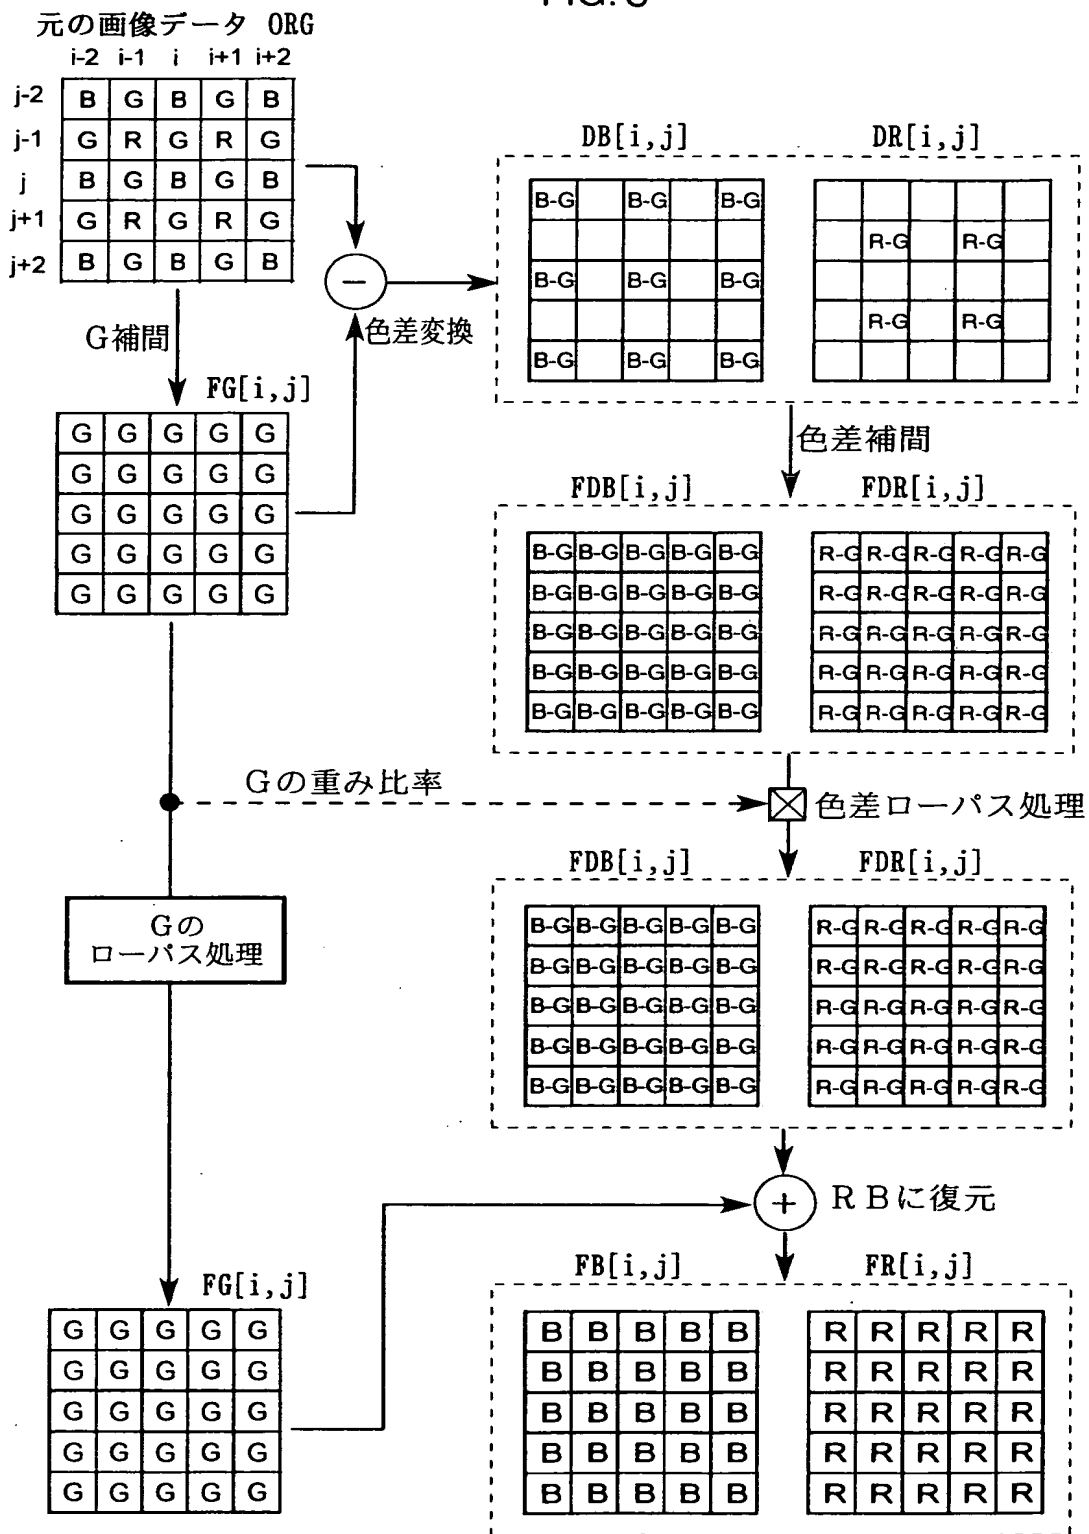 元の画像データ ORG
i-2 i-1 i i+1 i+2
j-2 B G B G B
j-1 G R G R G
j B G B G B
j+1 G R G R G
j+2 B G B G B
G補間
−
色差変換
DB[i,j] DR[i,j]
B-G B-G B-G
R-G R-G
B-G B-G B-G
R-G R-G
B-G B-G B-G
色差補間
FG[i,j]
G G G G G
G G G G G
G G G G G
G G G G G
G G G G G
FDB[i,j] FDR[i,j]
B-G B-G B-G B-G B-G R-G R-G R-G R-G R-G
B-G B-G B-G B-G B-G R-G R-G R-G R-G R-G
B-G B-G B-G B-G B-G R-G R-G R-G R-G R-G
B-G B-G B-G B-G B-G R-G R-G R-G R-G R-G
B-G B-G B-G B-G B-G R-G R-G R-G R-G R-G
Gの重み比率
色差ローパス処理
Gの
ローパス処理
FDB[i,j] FDR[i,j]
B-G B-G B-G B-G B-G R-G R-G R-G R-G R-G
B-G B-G B-G B-G B-G R-G R-G R-G R-G R-G
B-G B-G B-G B-G B-G R-G R-G R-G R-G R-G
B-G B-G B-G B-G B-G R-G R-G R-G R-G R-G
B-G B-G B-G B-G B-G R-G R-G R-G R-G R-G
+
RBに復元
FG[i,j]
G G G G G
G G G G G
G G G G G
G G G G G
G G G G G
FB[i,j] FR[i,j]
B B B B B R R R R R
B B B B B R R R R R
B B B B B R R R R R
B B B B B R R R R R
B B B B B R R R R R